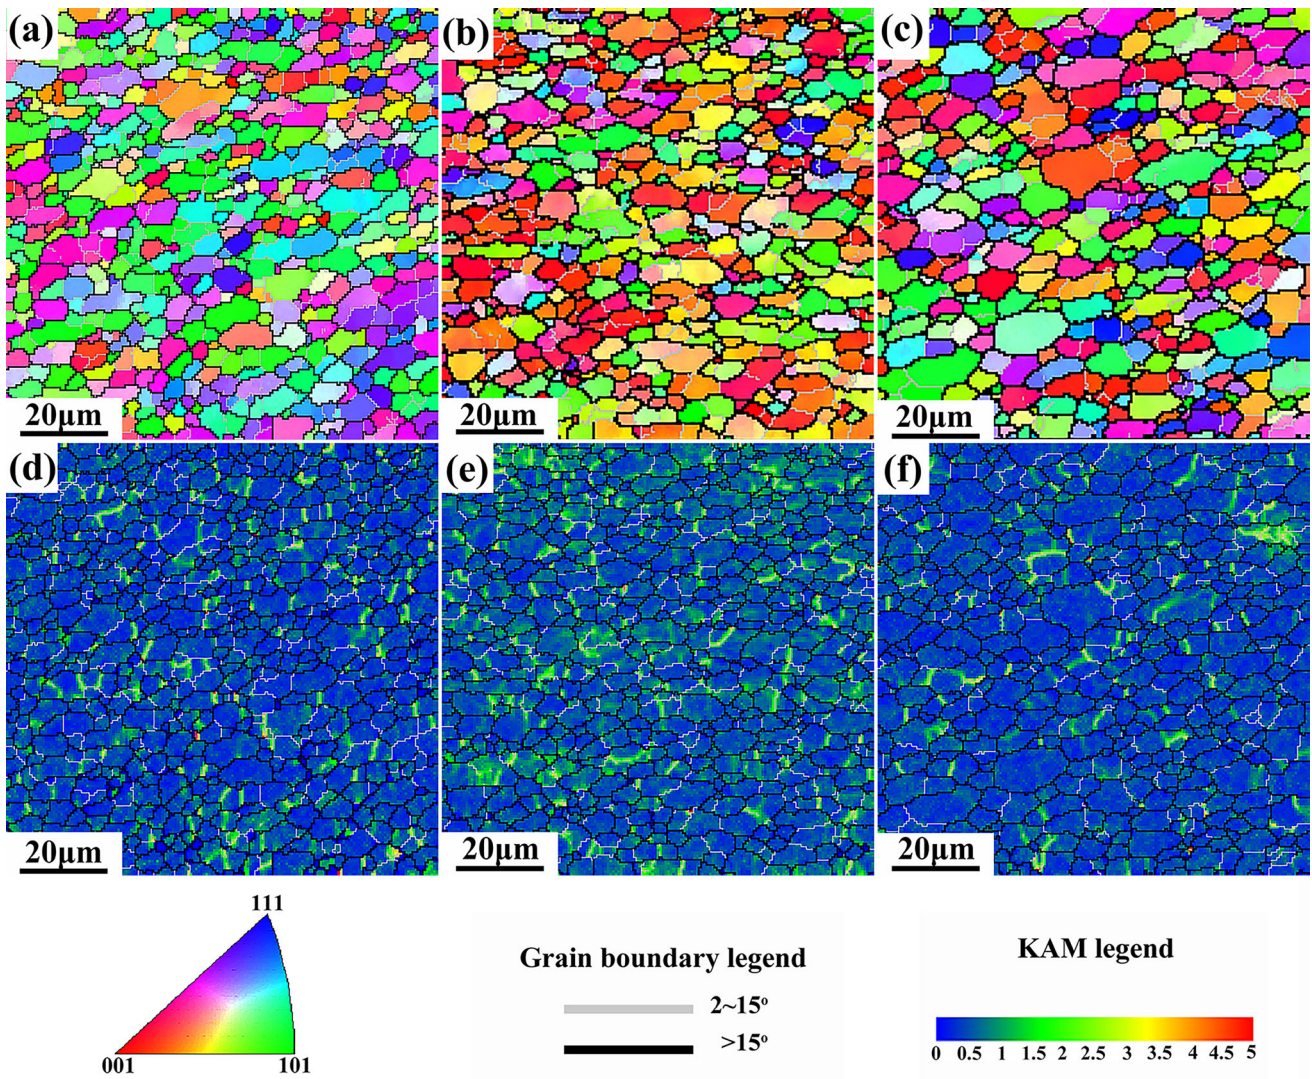 (a) (b) (c)
20μm 20μm 20μm
(d) (e) (f)
20μm 20μm 20μm
111
001 101
Grain boundary legend
2~15°
>15°
KAM legend
0 0.5 1 1.5 2 2.5 3 3.5 4 4.5 5